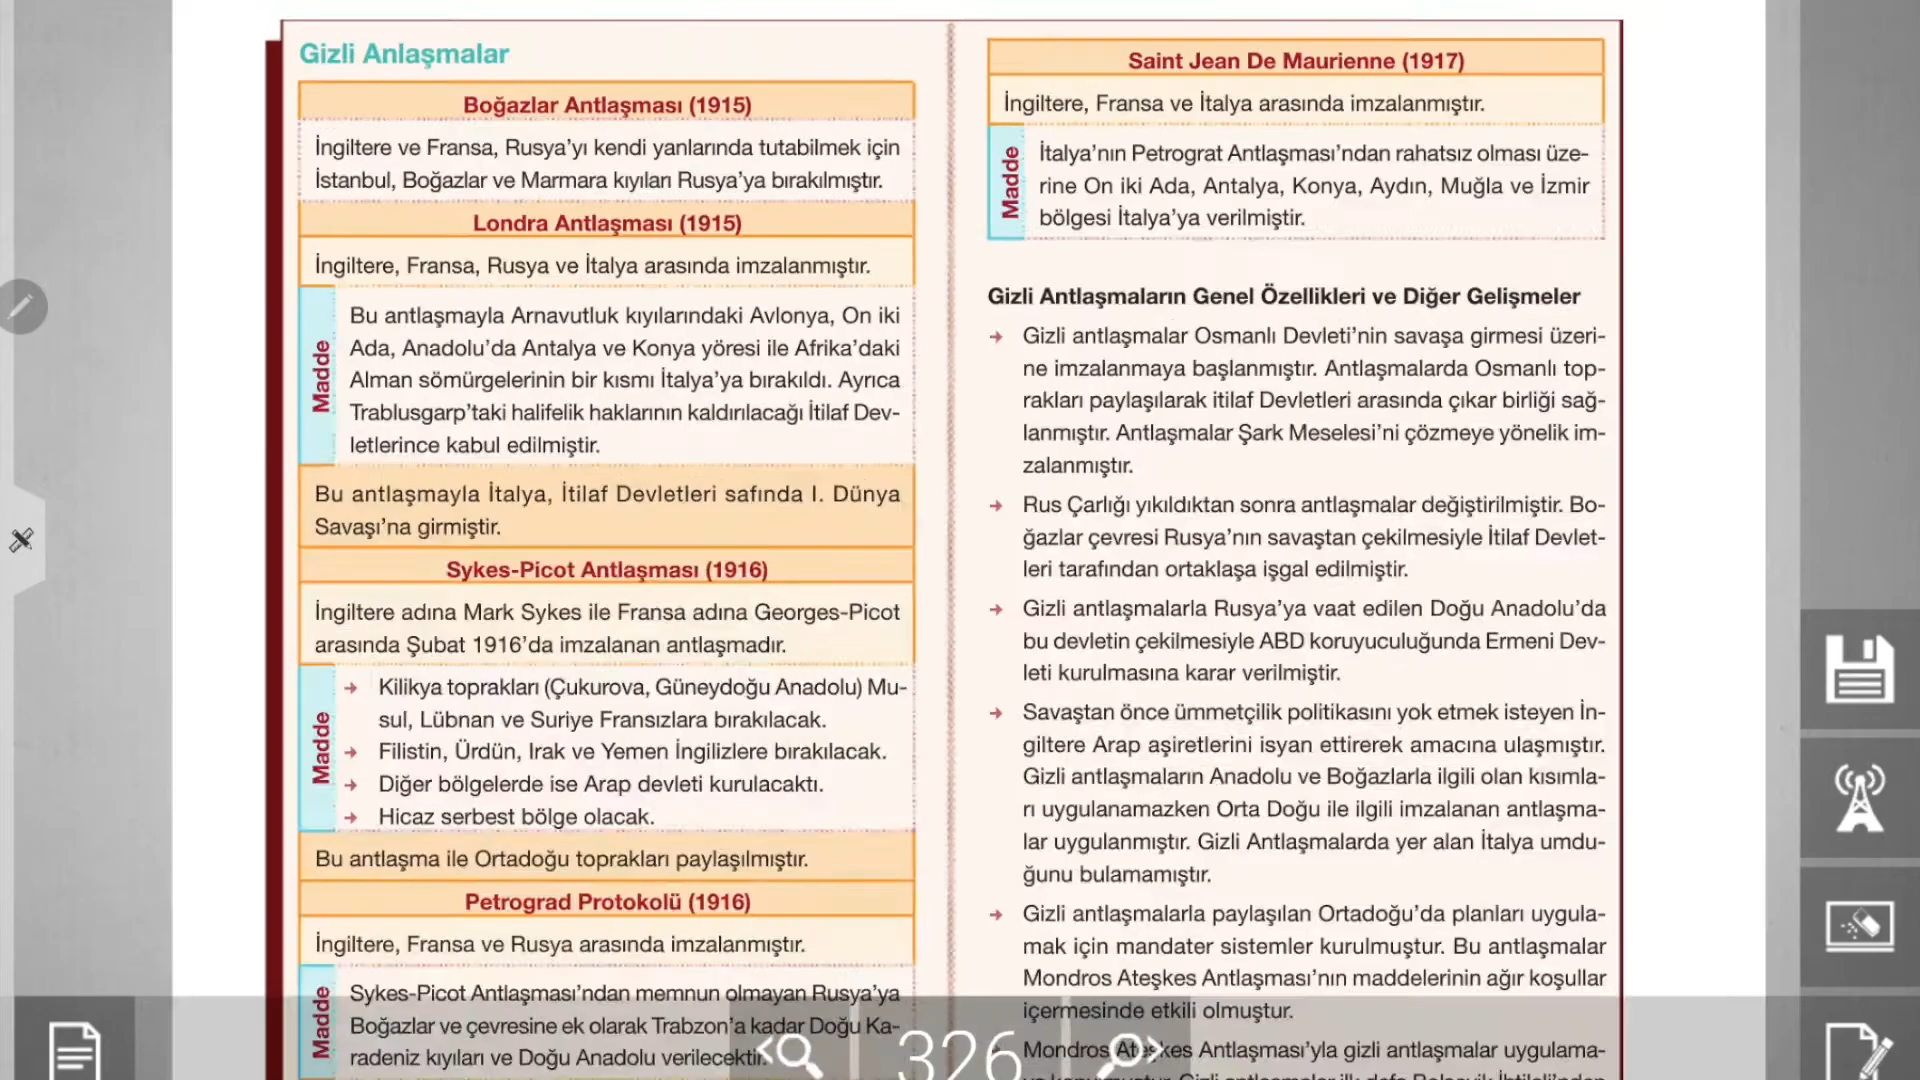 Gizli Anlaşmalar
Boğazlar Antlaşması (1915)
İngiltere ve Fransa, Rusya’yı kendi yanlarında tutabilmek için
İstanbul, Boğazlar ve Marmara kıyıları Rusya’ya bırakılmıştır.
Londra Antlaşması (1915)
İngiltere, Fransa, Rusya ve İtalya arasında imzalanmıştır.
Madde
Bu antlaşmayla Arnavutluk kıyılarındaki Avlonya, On iki
Ada, Anadolu’da Antalya ve Konya yöresi ile Afrika’daki
Alman sömürgelerinin bir kısmı İtalya’ya bırakıldı. Ayrıca
Trablusgarp’taki halifelik haklarının kaldırılacağı İtilaf Dev-
letlerince kabul edilmiştir.
Bu antlaşmayla İtalya, İtilaf Devletleri safında I. Dünya
Savaşı’na girmiştir.
Sykes-Picot Antlaşması (1916)
İngiltere adına Mark Sykes ile Fransa adına Georges-Picot
arasında Şubat 1916’da imzalanan antlaşmadır.
Madde
→ Kilikya toprakları (Çukurova, Güneydoğu Anadolu) Mu-
sul, Lübnan ve Suriye Fransızlara bırakılacak.
→ Filistin, Ürdün, Irak ve Yemen İngilizlere bırakılacak.
→ Diğer bölgelerde ise Arap devleti kurulacaktı.
→ Hicaz serbest bölge olacak.
Bu antlaşma ile Ortadoğu toprakları paylaşılmıştır.
Petrograd Protokolü (1916)
İngiltere, Fransa ve Rusya arasında imzalanmıştır.
Madde
Sykes-Picot Antlaşması’ndan memnun olmayan Rusya’ya
Boğazlar ve çevresine ek olarak Trabzon’a kadar Doğu Ka-
radeniz kıyıları ve Doğu Anadolu verilecektir.
Saint Jean De Maurienne (1917)
İngiltere, Fransa ve İtalya arasında imzalanmıştır.
Madde
İtalya’nın Petrograt Antlaşması’ndan rahatsız olması üze-
rine On iki Ada, Antalya, Konya, Aydın, Muğla ve İzmir
bölgesi İtalya’ya verilmiştir.
Gizli Antlaşmaların Genel Özellikleri ve Diğer Gelişmeler
→ Gizli antlaşmalar Osmanlı Devleti’nin savaşa girmesi üzeri-
ne imzalanmaya başlanmıştır. Antlaşmalarda Osmanlı top-
rakları paylaşılarak itilaf Devletleri arasında çıkar birliği sağ-
lanmıştır. Antlaşmalar Şark Meselesi’ni çözmeye yönelik im-
zalanmıştır.
→ Rus Çarlığı yıkıldıktan sonra antlaşmalar değiştirilmiştir. Bo-
ğazlar çevresi Rusya’nın savaştan çekilmesiyle İtilaf Devlet-
leri tarafından ortaklaşa işgal edilmiştir.
→ Gizli antlaşmalarla Rusya’ya vaat edilen Doğu Anadolu’da
bu devletin çekilmesiyle ABD koruyuculuğunda Ermeni Dev-
leti kurulmasına karar verilmiştir.
→ Savaştan önce ümmetçilik politikasını yok etmek isteyen İn-
giltere Arap aşiretlerini isyan ettirerek amacına ulaşmıştır.
Gizli antlaşmaların Anadolu ve Boğazlarla ilgili olan kısımla-
rı uygulanamazken Orta Doğu ile ilgili imzalanan antlaşma-
lar uygulanmıştır. Gizli Antlaşmalarda yer alan İtalya umdu-
ğunu bulamamıştır.
→ Gizli antlaşmalarla paylaşılan Ortadoğu’da planları uygula-
mak için mandater sistemler kurulmuştur. Bu antlaşmalar
Mondros Ateşkes Antlaşması’nın maddelerinin ağır koşullar
içermesinde etkili olmuştur.
Mondros Ateşkes Antlaşması’yla gizli antlaşmalar uygulama-
326